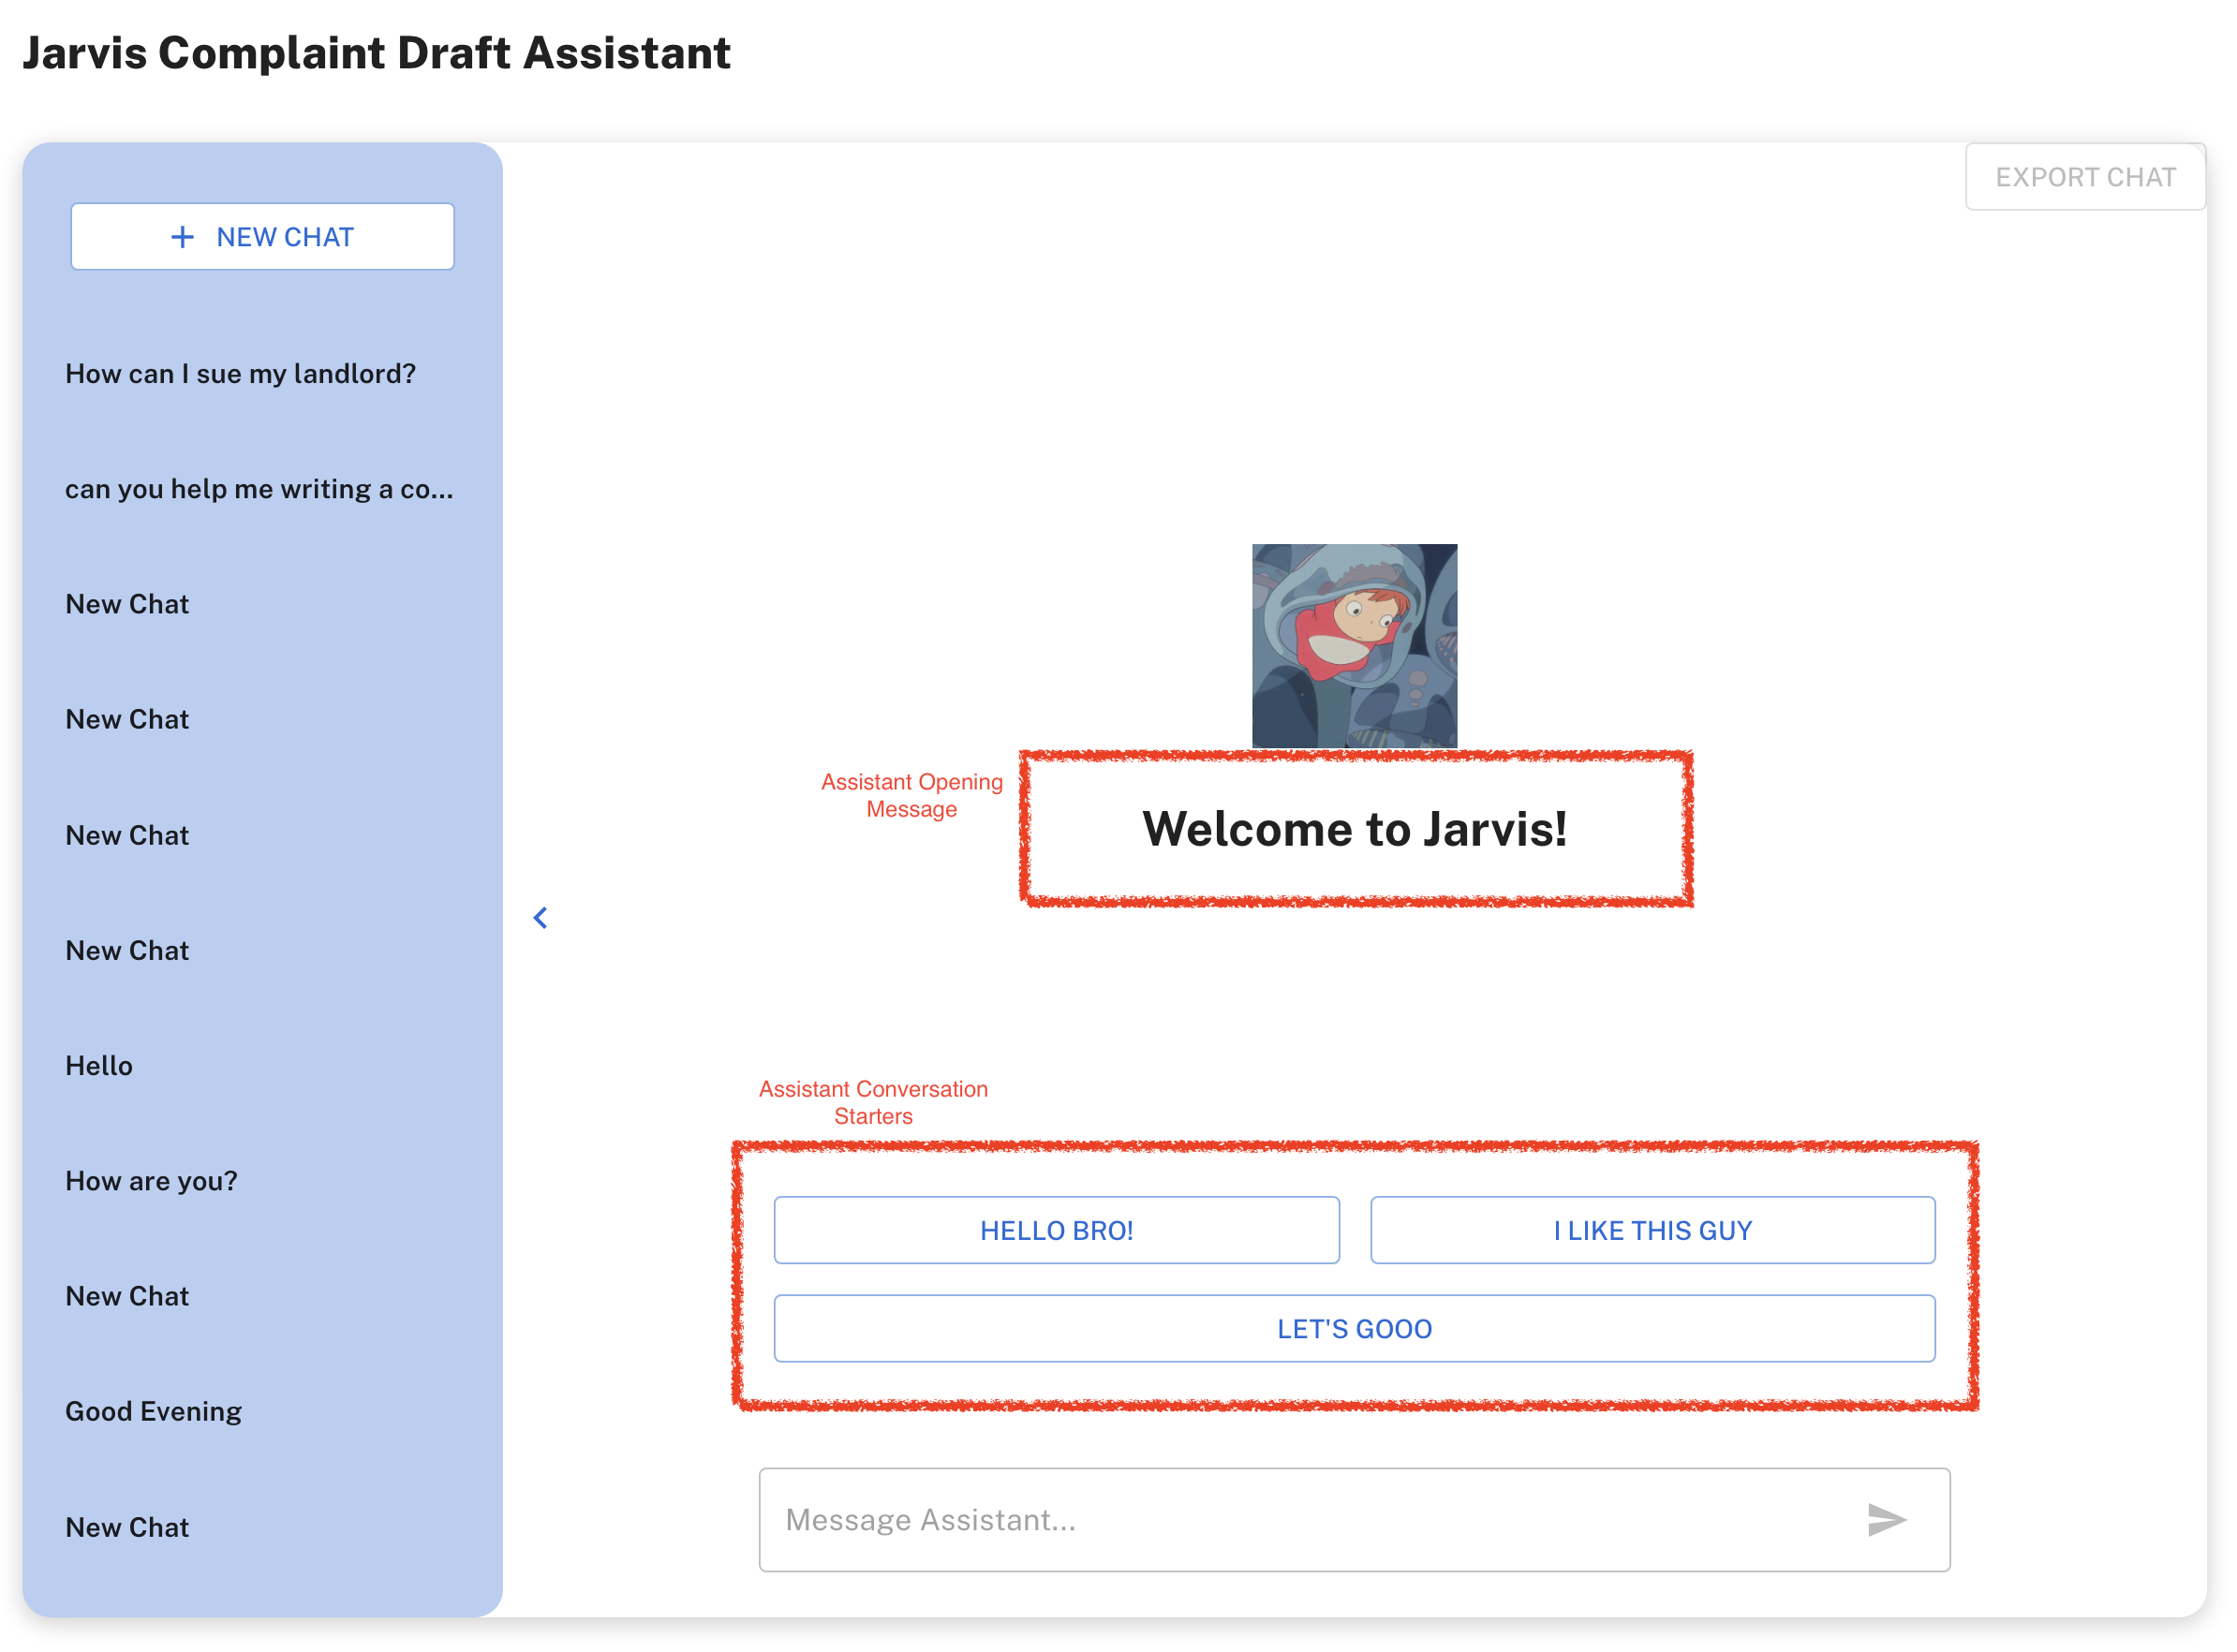 Jarvis Complaint Draft Assistant
EXPORT CHAT
+ NEW CHAT
How can I sue my landlord?
can you help me writing a co...
New Chat
New Chat
New Chat
New Chat
Hello
How are you?
New Chat
Good Evening
New Chat
Assistant Opening
Message
Welcome to Jarvis!
Assistant Conversation
Starters
HELLO BRO!
I LIKE THIS GUY
LET'S GOOO
Message Assistant...